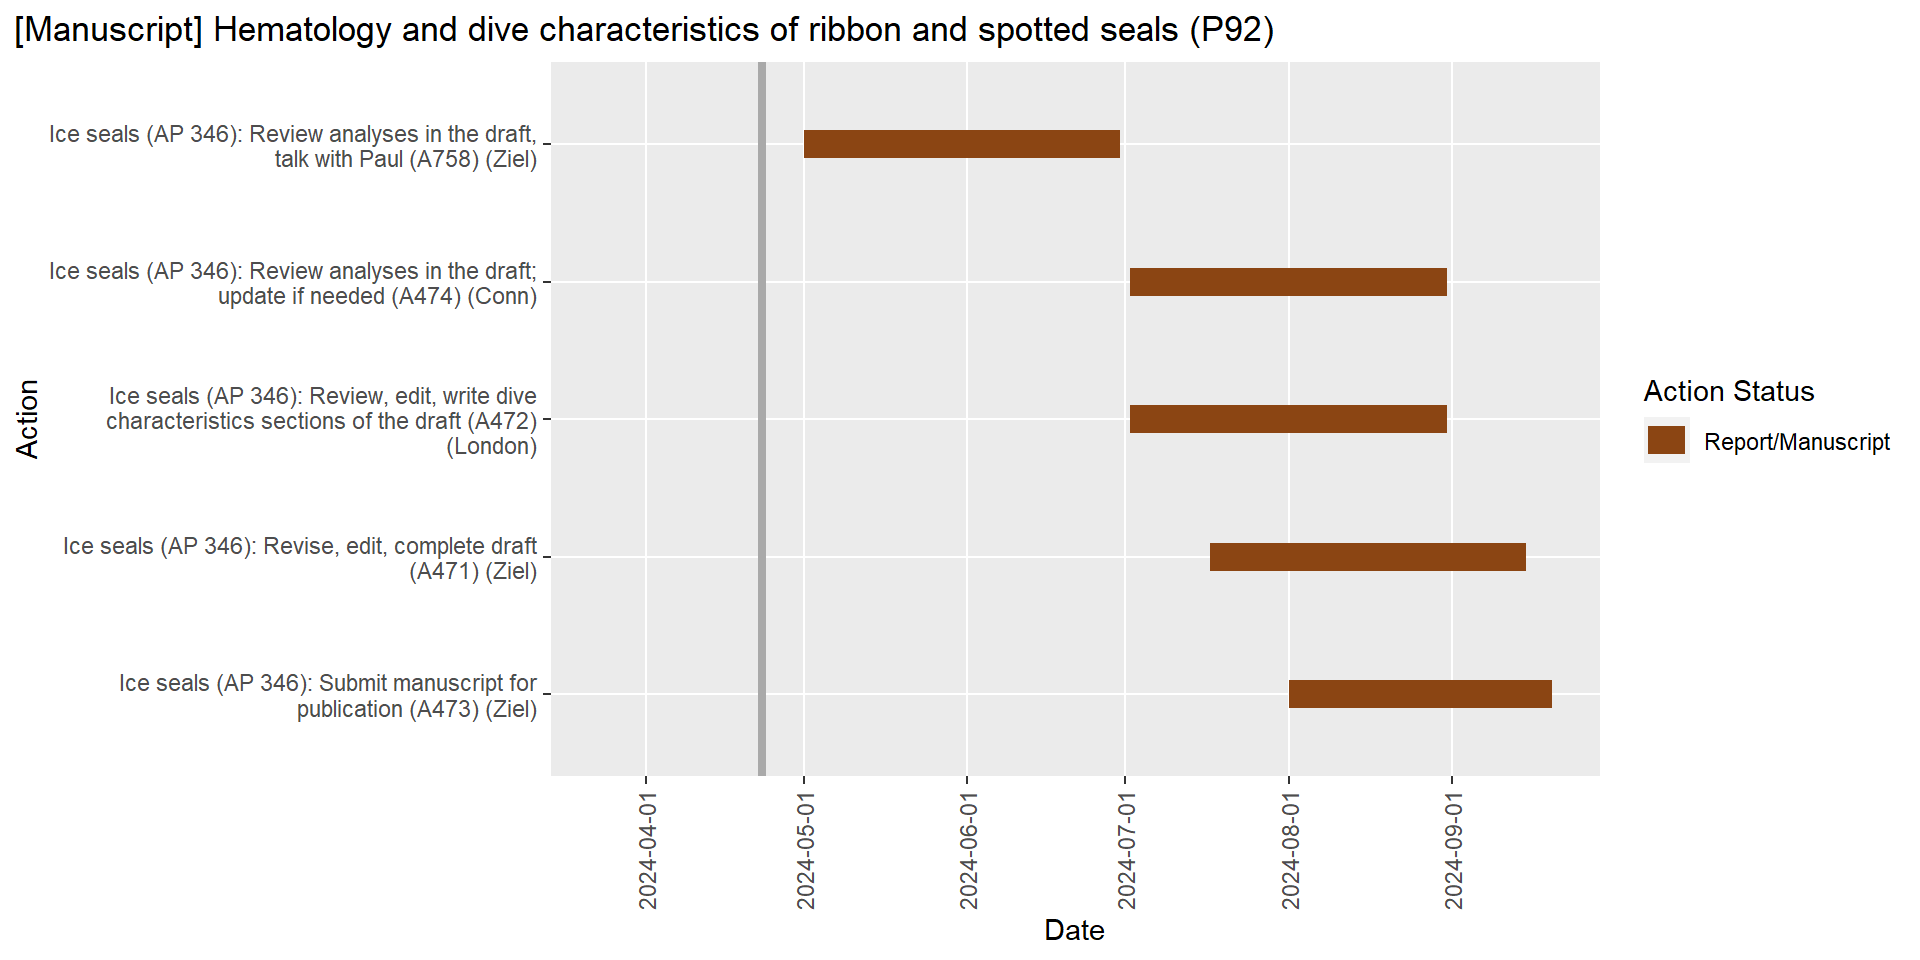 [Manuscript] Hematology and dive characteristics of ribbon and spotted seals (P92)
Ice seals (AP 346): Review analyses in the draft,
talk with Paul (A758) (Ziel)
Ice seals (AP 346): Review analyses in the draft;
update if needed (A474) (Conn)
Ice seals (AP 346): Review, edit, write dive
characteristics sections of the draft (A472)
(London)
Ice seals (AP 346): Revise, edit, complete draft
(A471) (Ziel)
Ice seals (AP 346): Submit manuscript for
publication (A473) (Ziel)
Action
2024-04-01
2024-05-01
2024-06-01
2024-07-01
2024-08-01
2024-09-01
Date
Action Status
Report/Manuscript